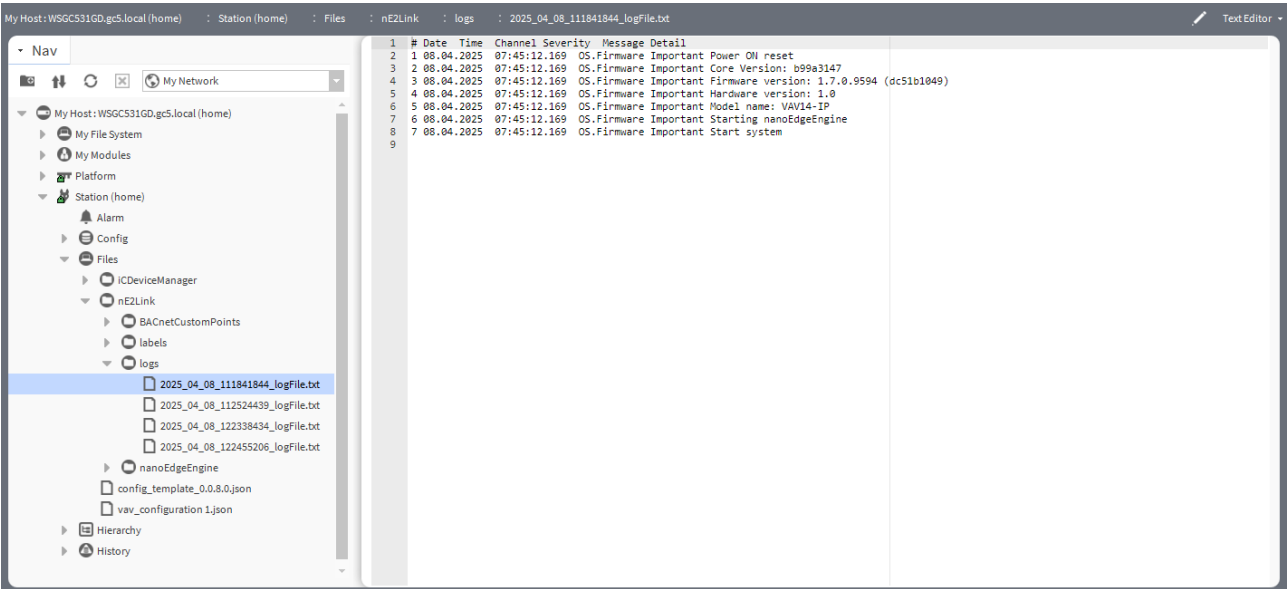 My Host : WSGC531GD.gc5.local (home) : Station (home) : Files : nE2Link : logs : 2025_04_08_111841844_logFile.txt Text Editor
Nav
My Network
My Host : WSGC531GD.gc5.local (home)
My File System
My Modules
Platform
Station (home)
Alarm
Config
Files
iCDeviceManager
nE2Link
BACnetCustomPoints
labels
logs
2025_04_08_111841844_logFile.txt
2025_04_08_112524439_logFile.txt
2025_04_08_122338434_logFile.txt
2025_04_08_122455206_logFile.txt
nanoEdgeEngine
config_template_0.0.8.0.json
vav_configuration 1.json
Hierarchy
History
1 # Date Time Channel Severity Message Detail
2 1 08.04.2025 07:45:12.169 OS.Firmware Important Power ON reset
3 2 08.04.2025 07:45:12.169 OS.Firmware Important Core Version: b99a3147
4 3 08.04.2025 07:45:12.169 OS.Firmware Important Firmware version: 1.7.0.9594 (dc51b1049)
5 4 08.04.2025 07:45:12.169 OS.Firmware Important Hardware version: 1.0
6 5 08.04.2025 07:45:12.169 OS.Firmware Important Model name: VAV14-IP
7 6 08.04.2025 07:45:12.169 OS.Firmware Important Starting nanoEdgeEngine
8 7 08.04.2025 07:45:12.169 OS.Firmware Important Start system
9